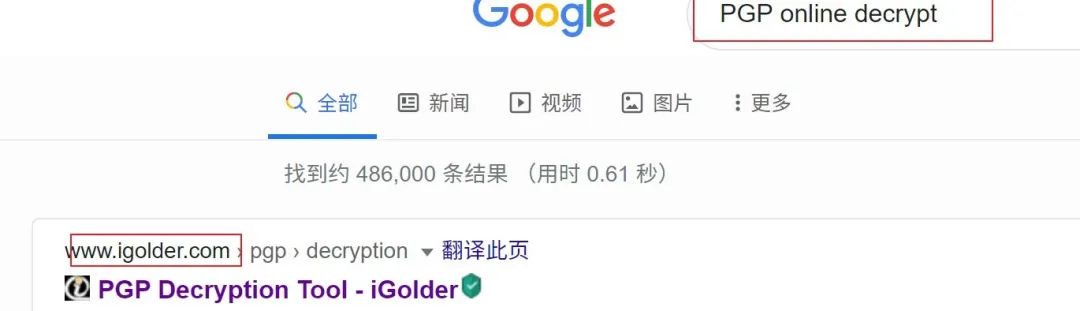 Google
PGP online decrypt
全部 新闻 视频 图片 更多
找到约 486,000 条结果 （用时 0.61 秒）
www.igolder.com › pgp › decryption 翻译此页
PGP Decryption Tool - iGolder